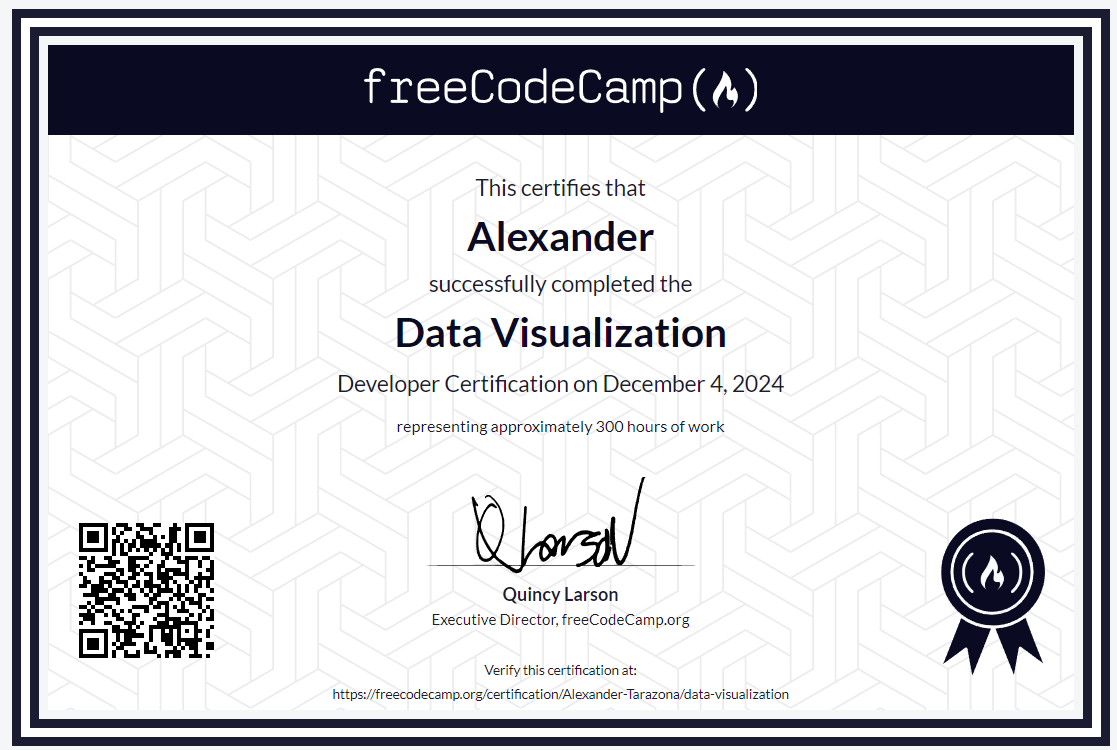 freeCodeCamp(🔥)
This certifies that
Alexander
successfully completed the
Data Visualization
Developer Certification on December 4, 2024
representing approximately 300 hours of work
Quincy Larson
Executive Director, freeCodeCamp.org
Verify this certification at:
https://freecodecamp.org/certification/Alexander-Tarazona/data-visualization